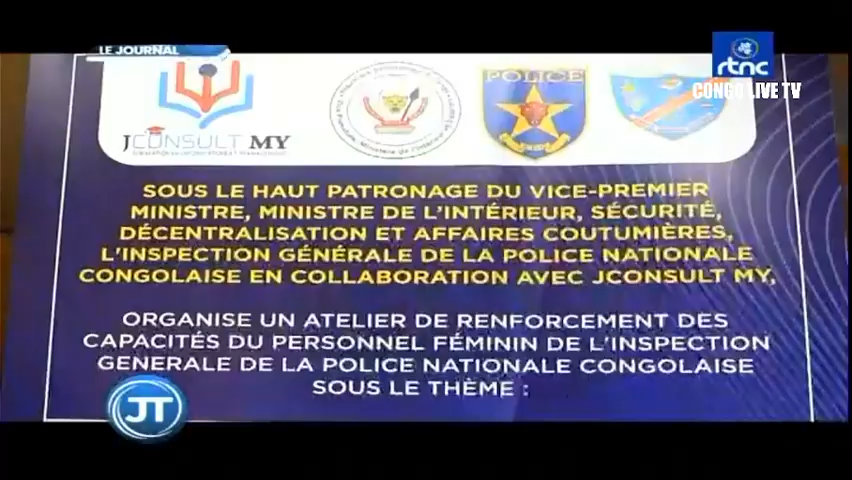 LE JOURNAL
rtnc
CONGO LIVE TV
JCONSULT MY
POLICE
SOUS LE HAUT PATRONAGE DU VICE-PREMIER
MINISTRE, MINISTRE DE L'INTÉRIEUR, SÉCURITÉ,
DÉCENTRALISATION ET AFFAIRES COUTUMIÈRES,
L'INSPECTION GÉNÉRALE DE LA POLICE NATIONALE
CONGOLAISE EN COLLABORATION AVEC JCONSULT MY,
ORGANISE UN ATELIER DE RENFORCEMENT DES
CAPACITÉS DU PERSONNEL FÉMININ DE L'INSPECTION
GENERALE DE LA POLICE NATIONALE CONGOLAISE
SOUS LE THÈME :
JT